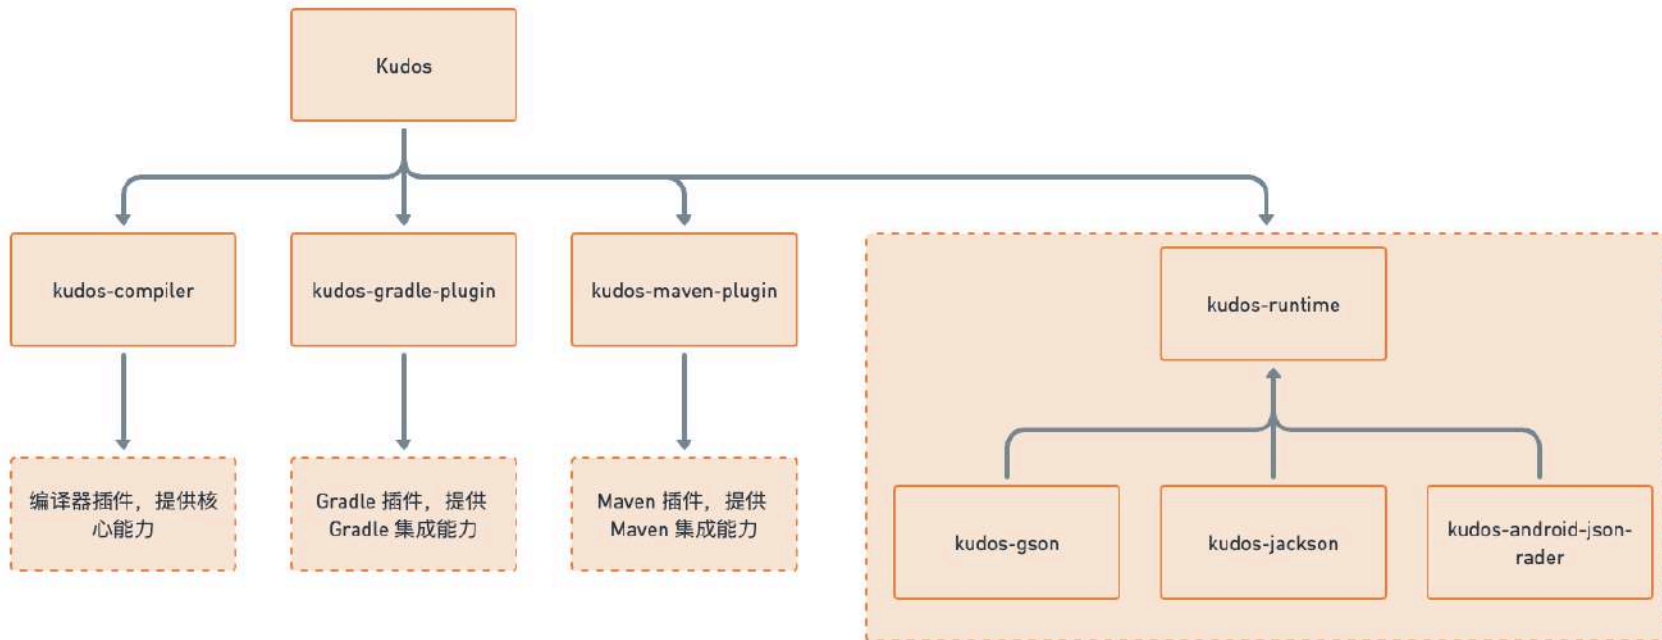 Kudos
kudos-compiler
kudos-gradle-plugin
kudos-maven-plugin
kudos-runtime
编译器插件，提供核
心能力
Gradle 插件，提供
Gradle 集成能力
Maven 插件，提供
Maven 集成能力
kudos-gson
kudos-jackson
kudos-android-json-
rader